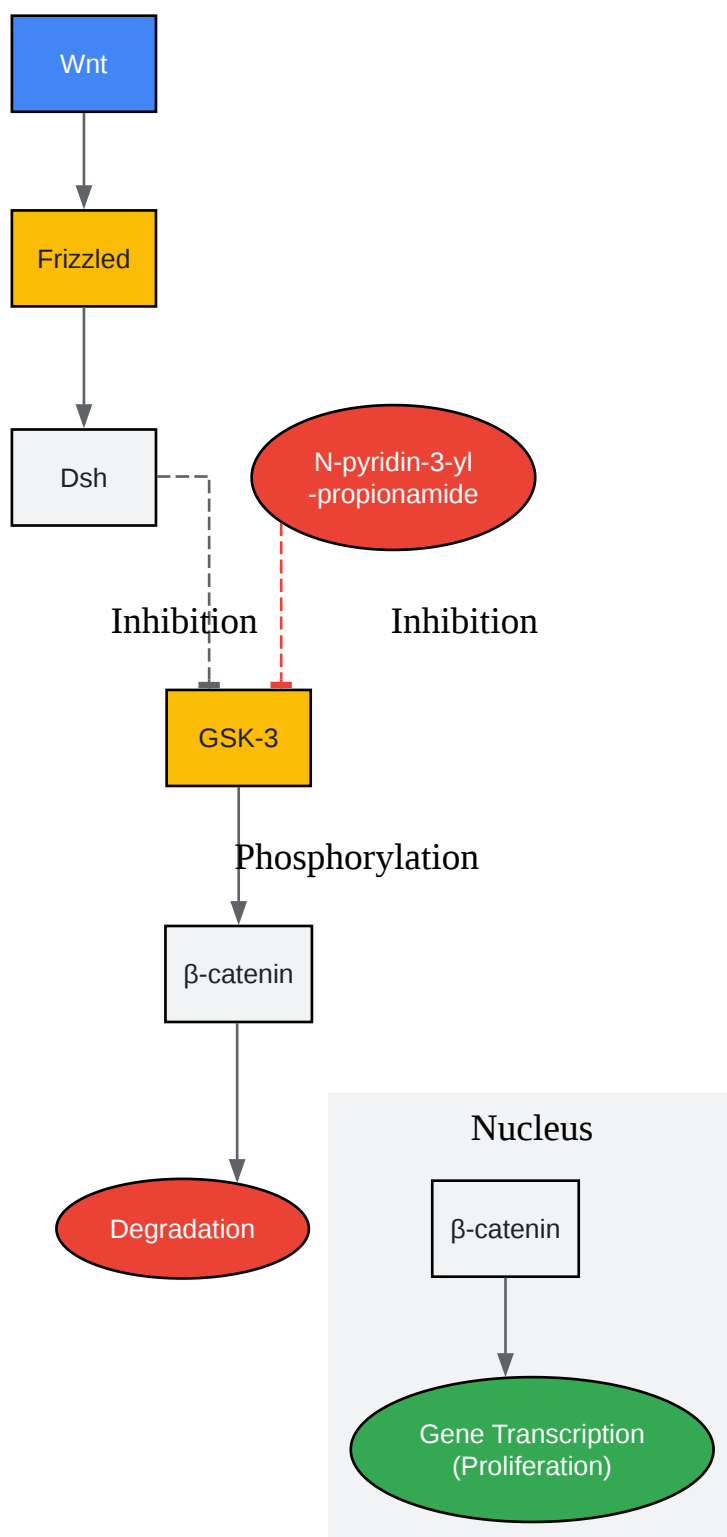 Wnt
Frizzled
Dsh
N-pyridin-3-yl
-propionamide
Inhibition
Inhibition
GSK-3
Phosphorylation
β-catenin
Nucleus
Degradation
β-catenin
Gene Transcription
(Proliferation)